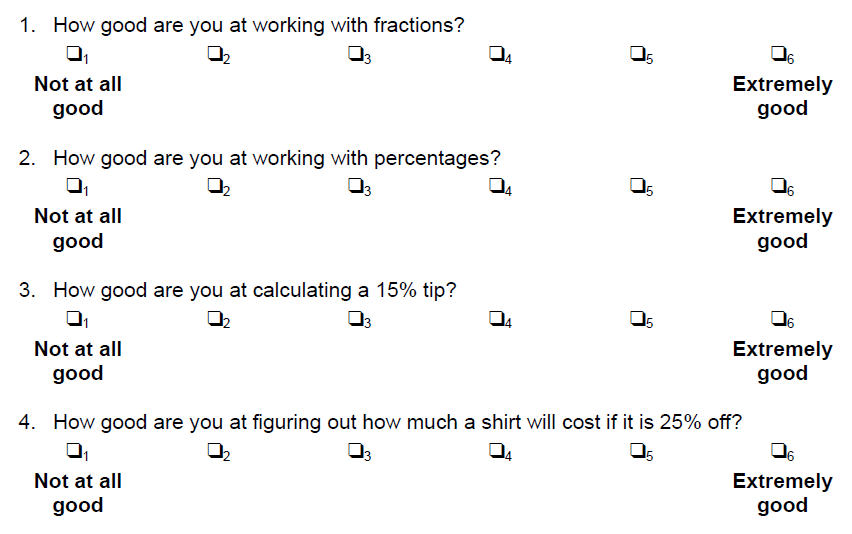 1. How good are you at working with fractions?
❏1 ❏2 ❏3 ❏4 ❏5 ❏6
Not at all Extremely
good good
2. How good are you at working with percentages?
❏1 ❏2 ❏3 ❏4 ❏5 ❏6
Not at all Extremely
good good
3. How good are you at calculating a 15% tip?
❏1 ❏2 ❏3 ❏4 ❏5 ❏6
Not at all Extremely
good good
4. How good are you at figuring out how much a shirt will cost if it is 25% off?
❏1 ❏2 ❏3 ❏4 ❏5 ❏6
Not at all Extremely
good good